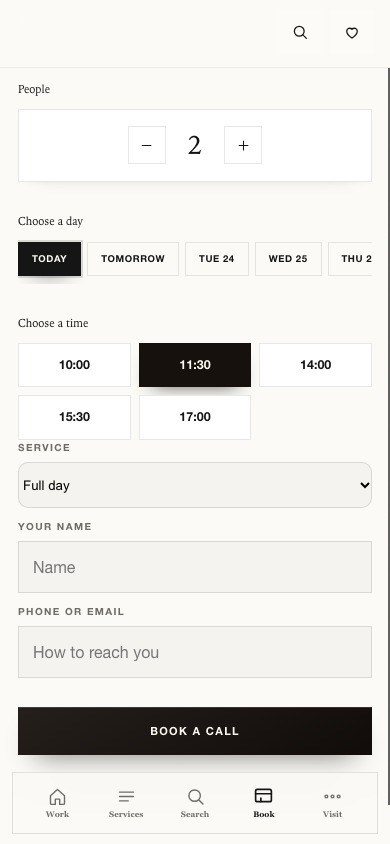 People
− 2 +
Choose a day
TODAY TOMORROW TUE 24 WED 25 THU 2
Choose a time
10:00 11:30 14:00
15:30 17:00
SERVICE
Full day
YOUR NAME
Name
PHONE OR EMAIL
How to reach you
BOOK A CALL
Work Services Search Book Visit